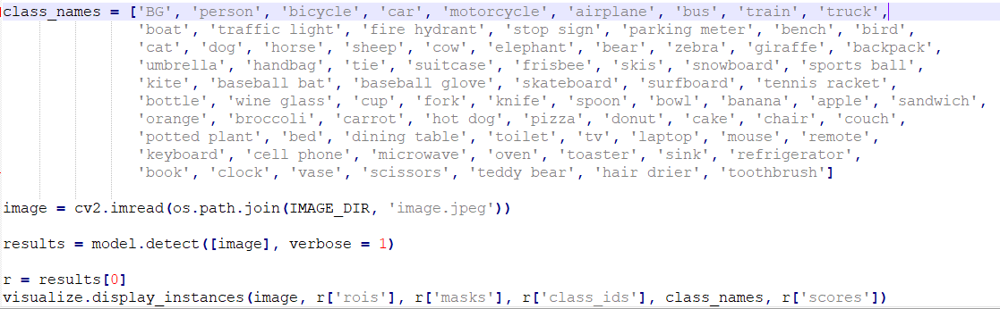 class_names = ['BG', 'person', 'bicycle', 'car', 'motorcycle', 'airplane', 'bus', 'train', 'truck',
'boat', 'traffic light', 'fire hydrant', 'stop sign', 'parking meter', 'bench', 'bird',
'cat', 'dog', 'horse', 'sheep', 'cow', 'elephant', 'bear', 'zebra', 'giraffe', 'backpack',
'umbrella', 'handbag', 'tie', 'suitcase', 'frisbee', 'skis', 'snowboard', 'sports ball',
'kite', 'baseball bat', 'baseball glove', 'skateboard', 'surfboard', 'tennis racket',
'bottle', 'wine glass', 'cup', 'fork', 'knife', 'spoon', 'bowl', 'banana', 'apple', 'sandwich',
'orange', 'broccoli', 'carrot', 'hot dog', 'pizza', 'donut', 'cake', 'chair', 'couch',
'potted plant', 'bed', 'dining table', 'toilet', 'tv', 'laptop', 'mouse', 'remote',
'keyboard', 'cell phone', 'microwave', 'oven', 'toaster', 'sink', 'refrigerator',
'book', 'clock', 'vase', 'scissors', 'teddy bear', 'hair drier', 'toothbrush']
image = cv2.imread(os.path.join(IMAGE_DIR, 'image.jpeg'))
results = model.detect([image], verbose = 1)
r = results[0]
visualize.display_instances(image, r['rois'], r['masks'], r['class_ids'], class_names, r['scores'])